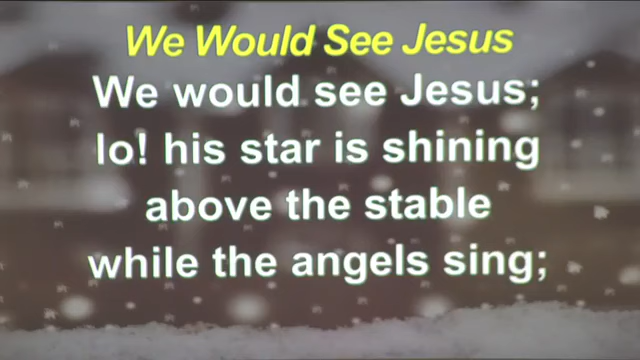 We Would See Jesus
We would see Jesus;
lo! his star is shining
above the stable
while the angels sing;